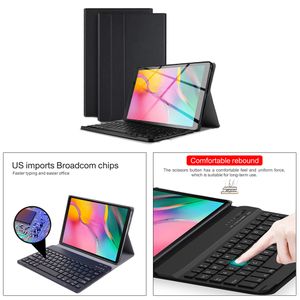 US imports Broadcom chips
Faster typing and easier office
Comfortable rebound
The scissors button has a comfortable feel and uniform force,
which is suitable for long-term use.